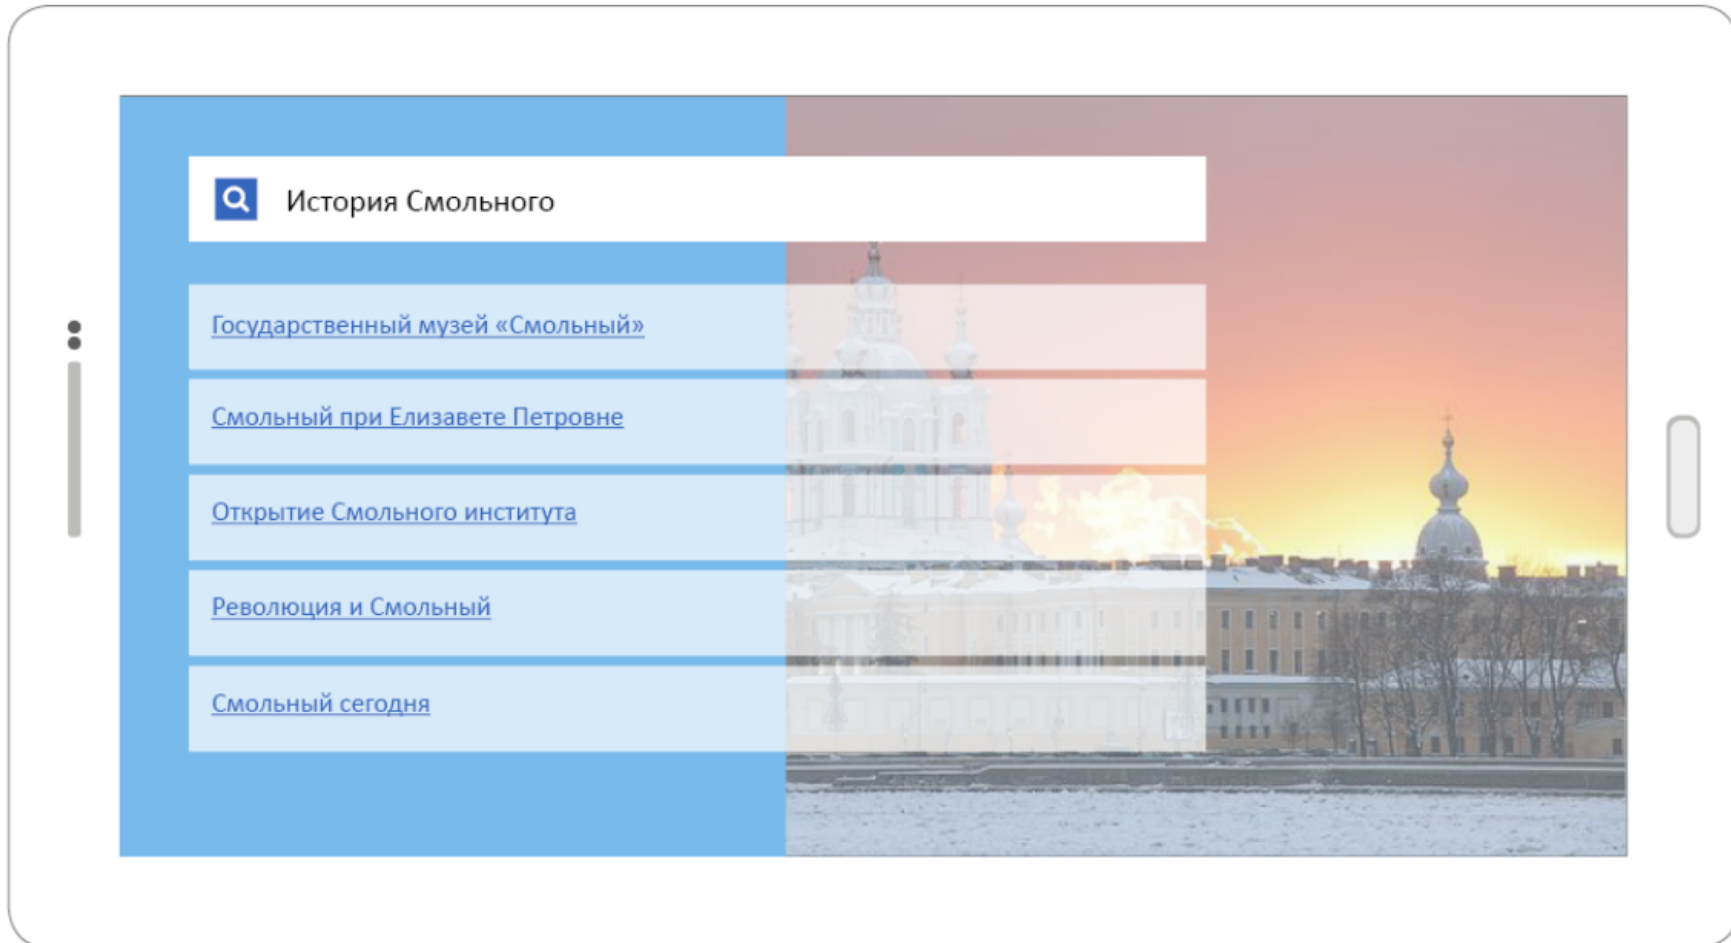 История Смольного
Государственный музей «Смольный»
Смольный при Елизавете Петровне
Открытие Смольного института
Революция и Смольный
Смольный сегодня